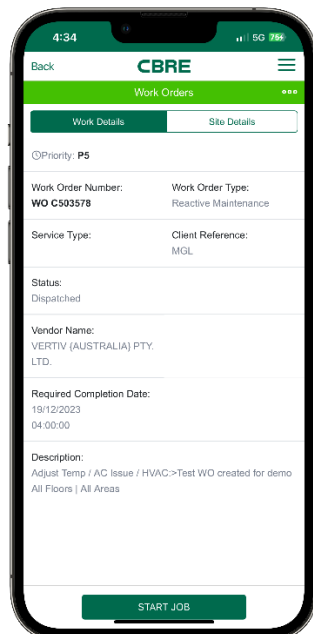 4:34
5G 75
Back
CBRE
Work Orders
Work Details
Site Details
Priority: P5
Work Order Number:
Work Order Type:
WO C503578
Reactive Maintenance
Service Type:
Client Reference:
MGL
Status:
Dispatched
Vendor Name:
VERTIV {AUSTRALIA} PTY.
LTD.
Required Completion Date:
19/12/2023
04:00:00
Description:
Adjust Temp / AC Issue / HVAC:>Test WO created for demo
All Floors | All Areas
START JOB